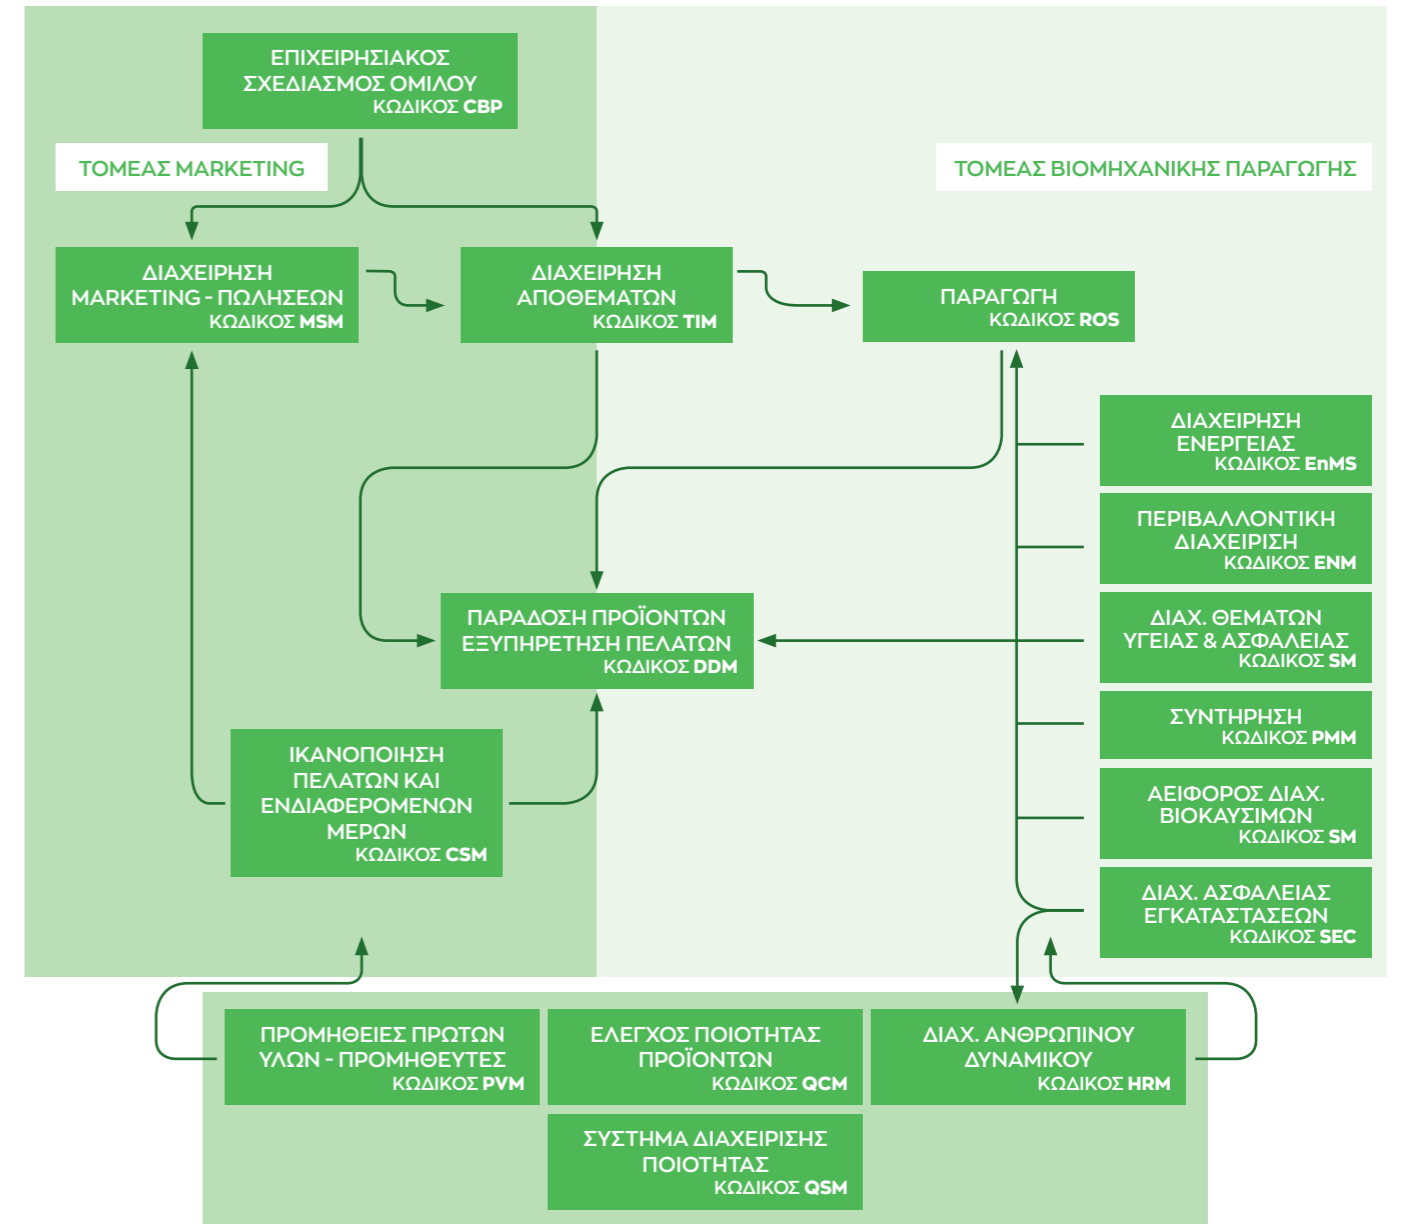 ΕΠΙΧΕΙΡΗΣΙΑΚΟΣ
ΣΧΕΔΙΑΣΜΟΣ ΟΜΙΛΟΥ
ΚΩΔΙΚΟΣ CBP
ΤΟΜΕΑΣ MARKETING
ΤΟΜΕΑΣ ΒΙΟΜΗΧΑΝΙΚΗΣ ΠΑΡΑΓΩΓΗΣ
ΔΙΑΧΕΙΡΗΣΗ
MARKETING - ΠΩΛΗΣΕΩΝ
ΚΩΔΙΚΟΣ MSM
ΔΙΑΧΕΙΡΗΣΗ
ΑΠΟΘΕΜΑΤΩΝ
ΚΩΔΙΚΟΣ TIM
ΠΑΡΑΓΩΓΗ
ΚΩΔΙΚΟΣ ROS
ΔΙΑΧΕΙΡΗΣΗ
ΕΝΕΡΓΕΙΑΣ
ΚΩΔΙΚΟΣ EnMS
ΠΕΡΙΒΑΛΛΟΝΤΙΚΗ
ΔΙΑΧΕΙΡΙΣΗ
ΚΩΔΙΚΟΣ ENM
ΠΑΡΑΔΟΣΗ ΠΡΟΪΟΝΤΩΝ
ΕΞΥΠΗΡΕΤΗΣΗ ΠΕΛΑΤΩΝ
ΚΩΔΙΚΟΣ DDM
ΔΙΑΧ. ΘΕΜΑΤΩΝ
ΥΓΕΙΑΣ & ΑΣΦΑΛΕΙΑΣ
ΚΩΔΙΚΟΣ SM
ΣΥΝΤΗΡΗΣΗ
ΚΩΔΙΚΟΣ PMM
ΙΚΑΝΟΠΟΙΗΣΗ
ΠΕΛΑΤΩΝ ΚΑΙ
ΕΝΔΙΑΦΕΡΟΜΕΝΩΝ
ΜΕΡΩΝ
ΚΩΔΙΚΟΣ CSM
ΑΕΙΦΟΡΟΣ ΔΙΑΧ.
ΒΙΟΚΑΥΣΙΜΩΝ
ΚΩΔΙΚΟΣ SM
ΔΙΑΧ. ΑΣΦΑΛΕΙΑΣ
ΕΓΚΑΤΑΣΤΑΣΕΩΝ
ΚΩΔΙΚΟΣ SEC
ΠΡΟΜΗΘΕΙΕΣ ΠΡΩΤΩΝ
ΥΛΩΝ - ΠΡΟΜΗΘΕΥΤΕΣ
ΚΩΔΙΚΟΣ PVM
ΕΛΕΓΧΟΣ ΠΟΙΟΤΗΤΑΣ
ΠΡΟΪΟΝΤΩΝ
ΚΩΔΙΚΟΣ QCM
ΔΙΑΧ. ΑΝΘΡΩΠΙΝΟΥ
ΔΥΝΑΜΙΚΟΥ
ΚΩΔΙΚΟΣ HRM
ΣΥΣΤΗΜΑ ΔΙΑΧΕΙΡΙΣΗΣ
ΠΟΙΟΤΗΤΑΣ
ΚΩΔΙΚΟΣ QSM